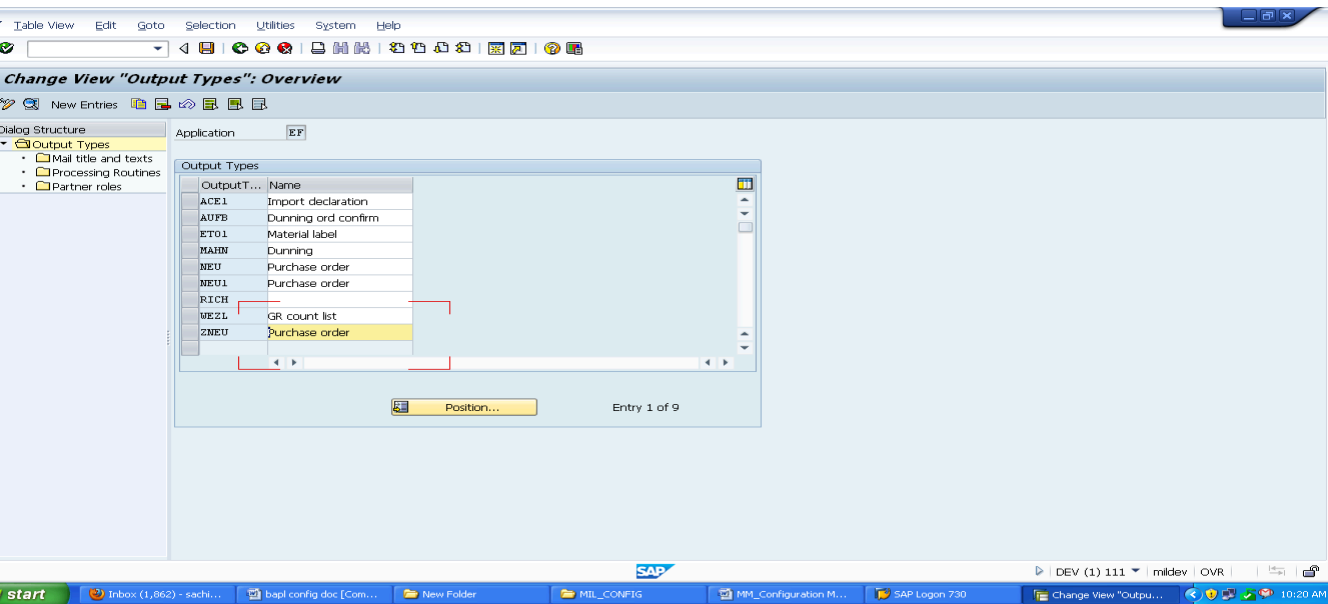 Table View Edit Goto Selection Utilities System Help
Change View "Output Types": Overview
New Entries
Dialog Structure
Output Types
Mail title and texts
Processing Routines
Partner roles
Application EF
Output Types
OutputT... Name
ACE1 Import declaration
AUFB Dunning ord confirm
ETO1 Material label
MAHN Dunning
NEU Purchase order
NEU1 Purchase order
RICH
WEZL GR count list
ZNEU Purchase order
Position... Entry 1 of 9
SAP
DEV (1) 111 mildev OVR
start Inbox (1,862) - sachi... bapl config doc [Com... New Folder MIL_CONFIG MM_Configuration M... SAP Logon 730 Change View "Outpu... 10:20 AM